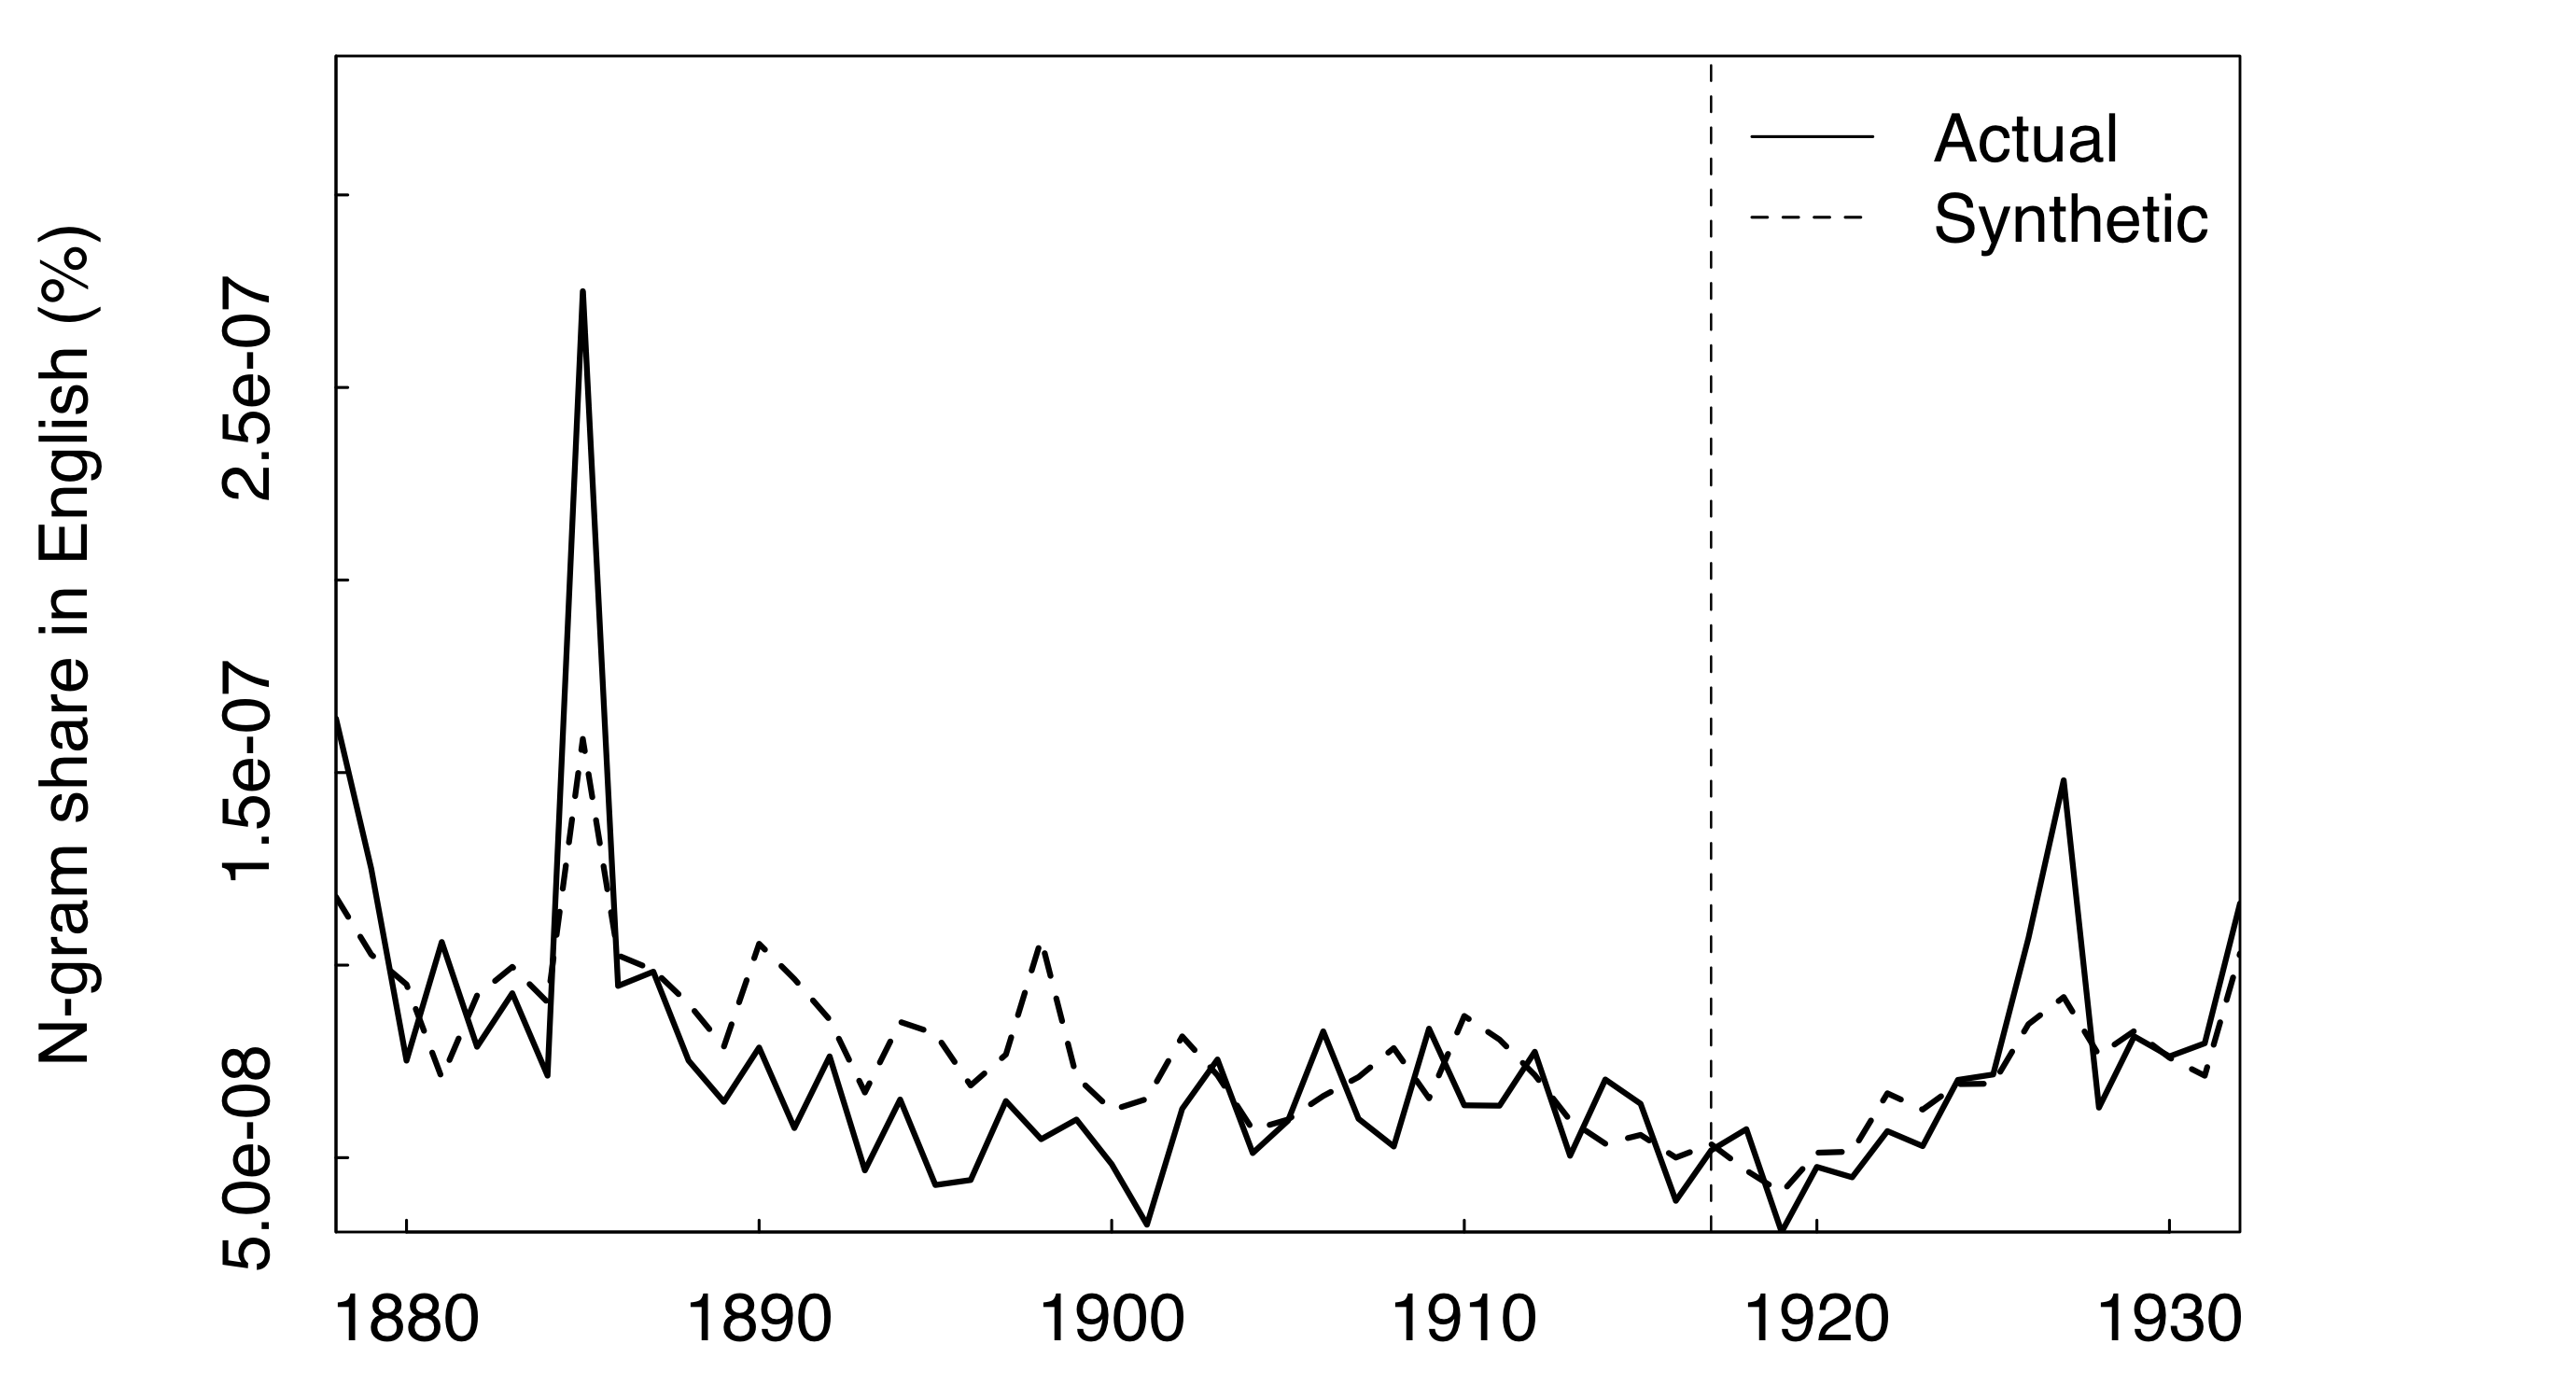 N-gram share in English (%)
2.5e-07
1.5e-07
5.0e-08
Actual
Synthetic
1880 1890 1900 1910 1920 1930